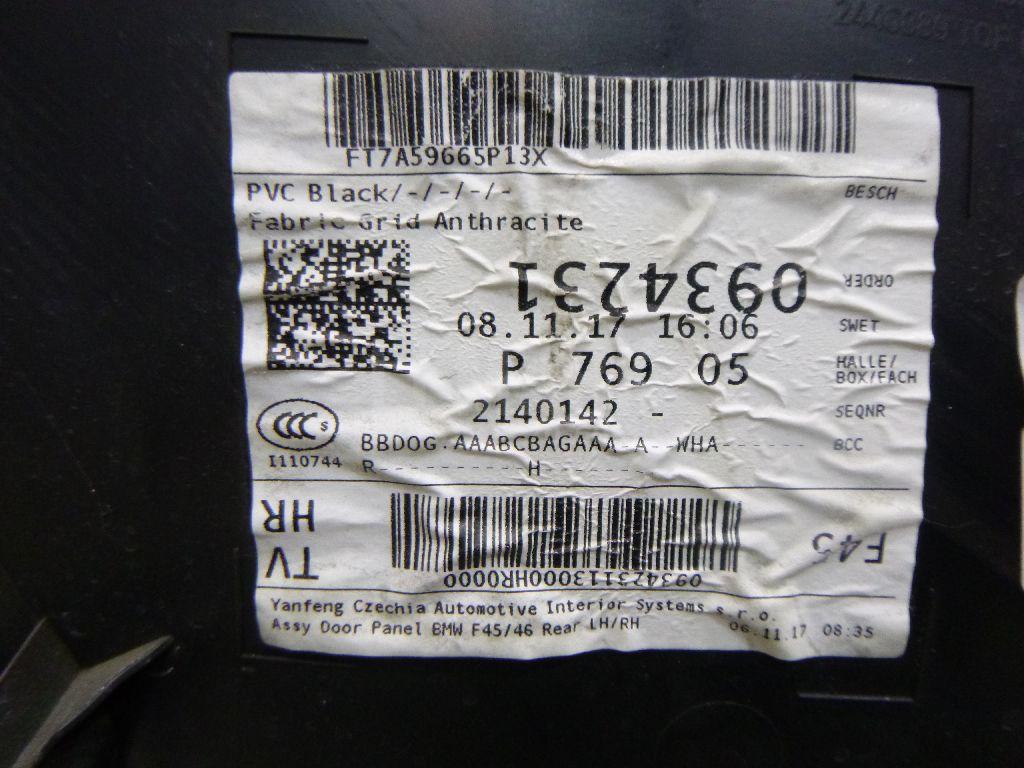 FT7A59665P13X
PVC Black/-/-/-/-
BESCH
Fabric Grid Anthracite
0934231
ORDER
08.11.17 16:06
SWET
P 769 05
HALLE/
BOX/FACH
2140142 -
SEQNR
CCC S
I110744
BBDOG.AAABCBAGAAA-A--WHA-------
BCC
R-----------H--------
HR
TV
F45
093423113000HR0000
Yanfeng Czechia Automotive Interior Systems s.r.o.
Assy Door Panel BMW F45/46 Rear LH/RH
06.11.17 08:35